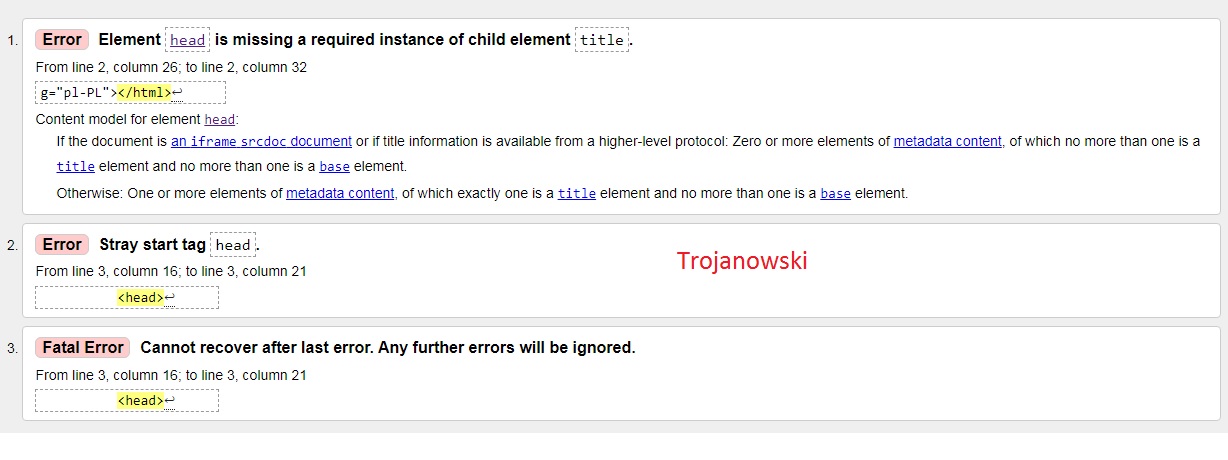 1. Error Element head is missing a required instance of child element title.
From line 2, column 26; to line 2, column 32
g="pl-PL"></html>↩
Content model for element head:
If the document is an iframe srcdoc document or if title information is available from a higher-level protocol: Zero or more elements of metadata content, of which no more than one is a
title element and no more than one is a base element.
Otherwise: One or more elements of metadata content, of which exactly one is a title element and no more than one is a base element.
2. Error Stray start tag head.
Trojanowski
From line 3, column 16; to line 3, column 21
<head>↩
3. Fatal Error Cannot recover after last error. Any further errors will be ignored.
From line 3, column 16; to line 3, column 21
<head>↩